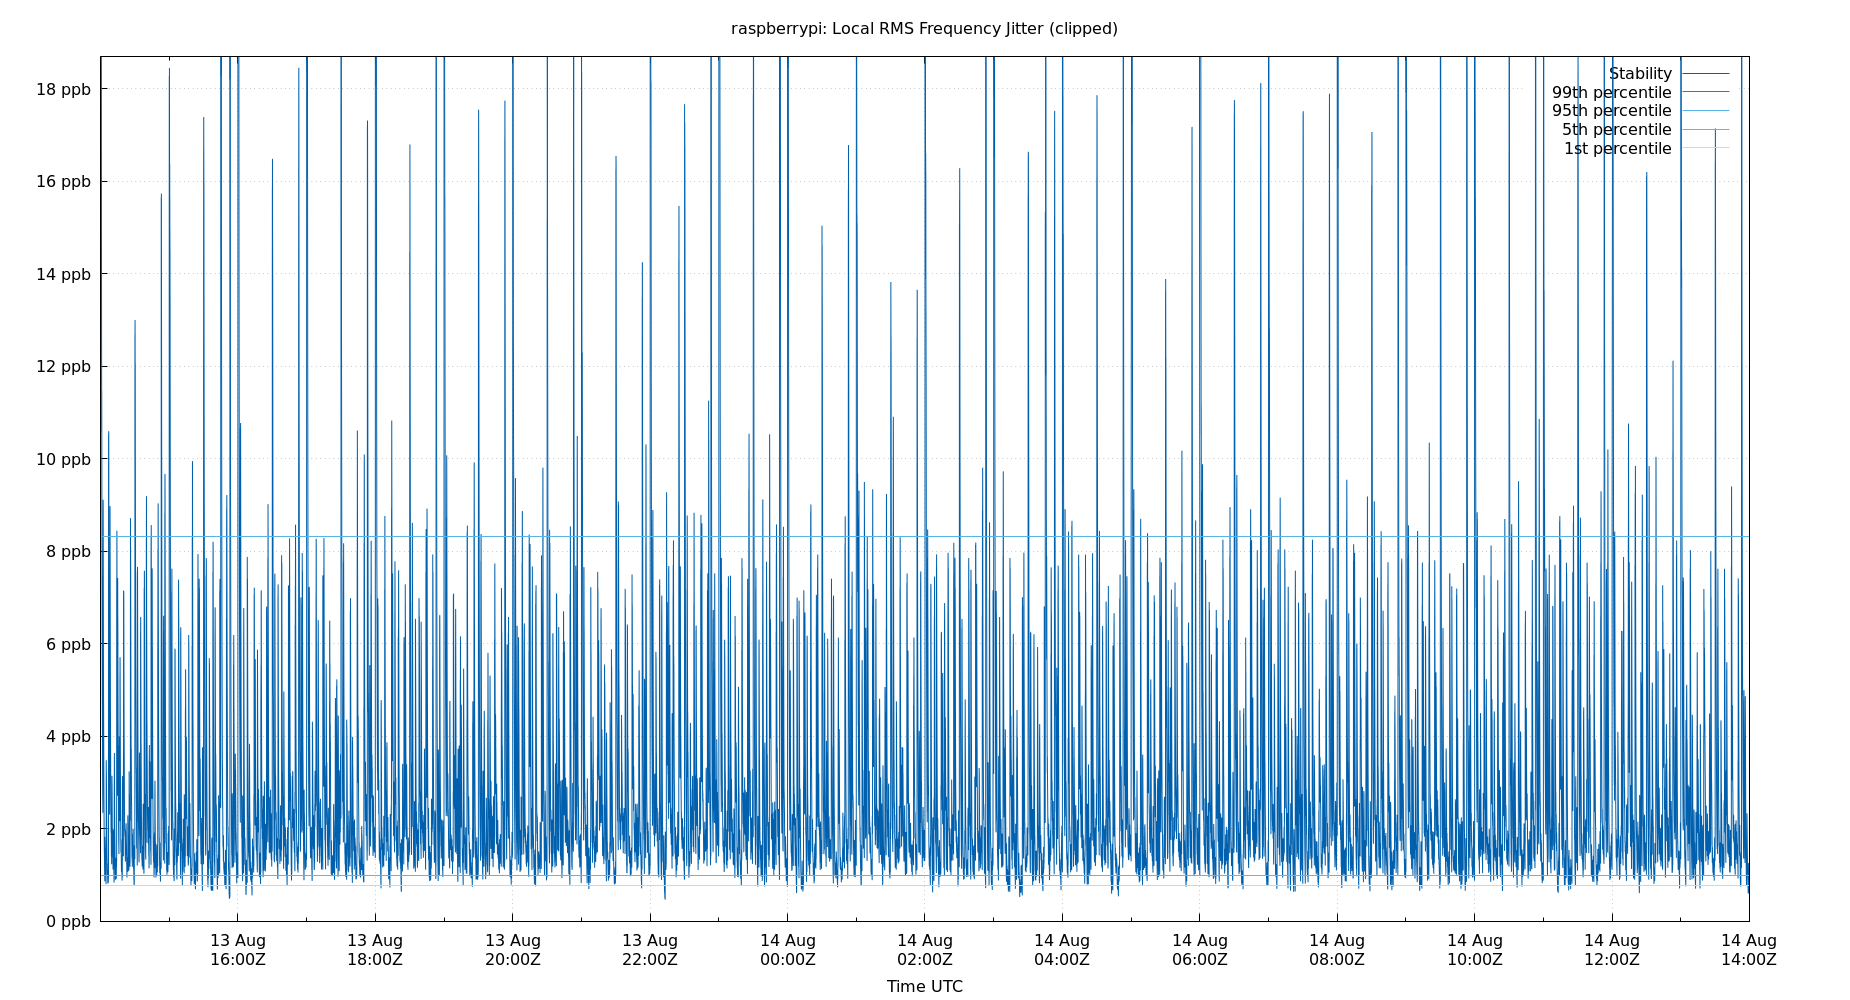 raspberrypi: Local RMS Frequency Jitter (clipped)
18 ppb
16 ppb
14 ppb
12 ppb
10 ppb
8 ppb
6 ppb
4 ppb
2 ppb
0 ppb
Stability
99th percentile
95th percentile
5th percentile
1st percentile
13 Aug
16:00Z
13 Aug
18:00Z
13 Aug
20:00Z
13 Aug
22:00Z
14 Aug
00:00Z
14 Aug
02:00Z
14 Aug
04:00Z
14 Aug
06:00Z
14 Aug
08:00Z
14 Aug
10:00Z
14 Aug
12:00Z
14 Aug
14:00Z
Time UTC